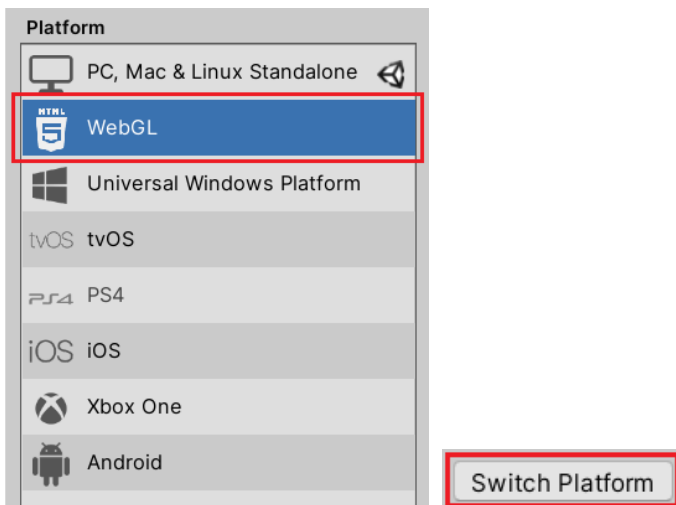 Platform
PC, Mac & Linux Standalone
HTML
5
WebGL
Universal Windows Platform
tvOS tvOS
PS4 PS4
iOS iOS
Xbox One
Android
Switch Platform